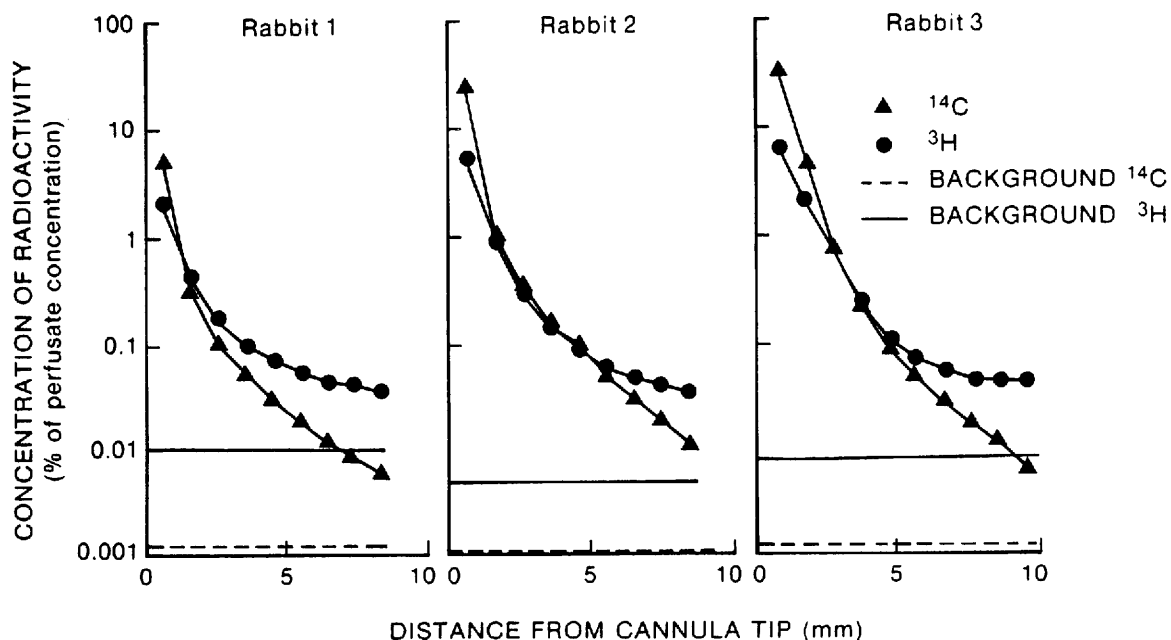 Rabbit 1
Rabbit 2
Rabbit 3
CONCENTRATION OF RADIOACTIVITY
(% of perfusate concentration)
100
10
1
0.1
0.01
0.001
¹⁴C
³H
BACKGROUND ¹⁴C
BACKGROUND ³H
0 5 10
0 5 10
0 5 10
DISTANCE FROM CANNULA TIP (mm)